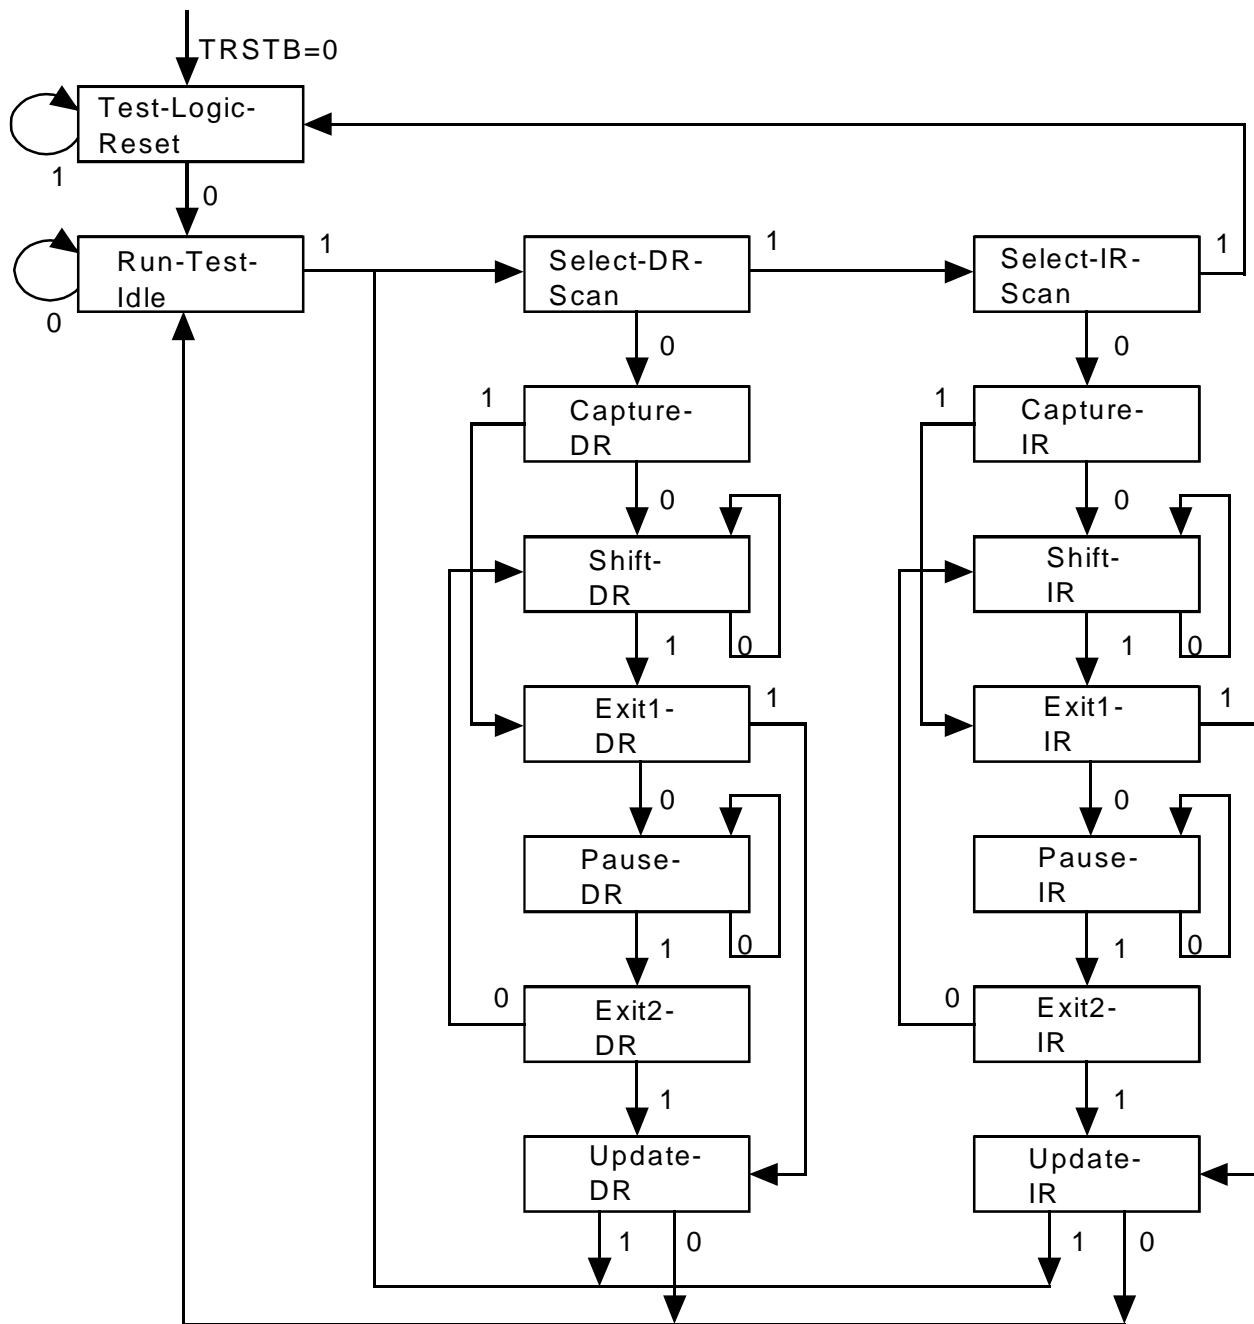 TRSTB=0
Test-Logic-
Reset
1
0
Run-Test-
Idle
1
0
Select-DR-
Scan
1
0
Select-IR-
Scan
1
0
1
Capture-
DR
0
1
Capture-
IR
0
Shift-
DR
1
0
Shift-
IR
1
0
Exit1-
DR
1
0
Exit1-
IR
1
0
Pause-
DR
1
0
Pause-
IR
1
0
0
Exit2-
DR
1
0
Exit2-
IR
1
Update-
DR
1
0
Update-
IR
1
0